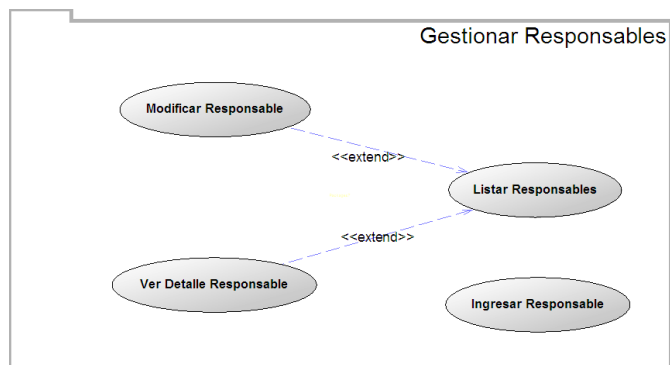 Gestionar Responsables
Modificar Responsable
<<extend>>
Listar Responsables
<<extend>>
Ver Detalle Responsable
Ingresar Responsable